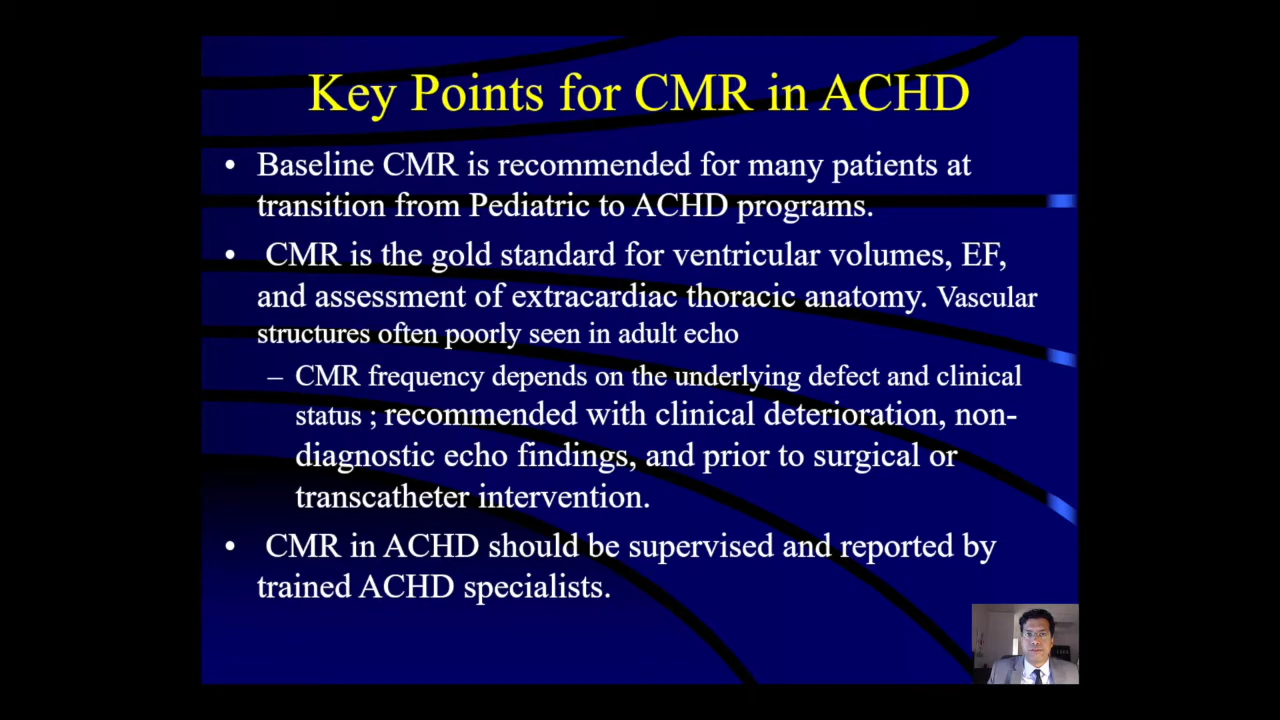 Key Points for CMR in ACHD
• Baseline CMR is recommended for many patients at
transition from Pediatric to ACHD programs.
• CMR is the gold standard for ventricular volumes, EF,
and assessment of extracardiac thoracic anatomy. Vascular
structures often poorly seen in adult echo
– CMR frequency depends on the underlying defect and clinical
status ; recommended with clinical deterioration, non-
diagnostic echo findings, and prior to surgical or
transcatheter intervention.
• CMR in ACHD should be supervised and reported by
trained ACHD specialists.